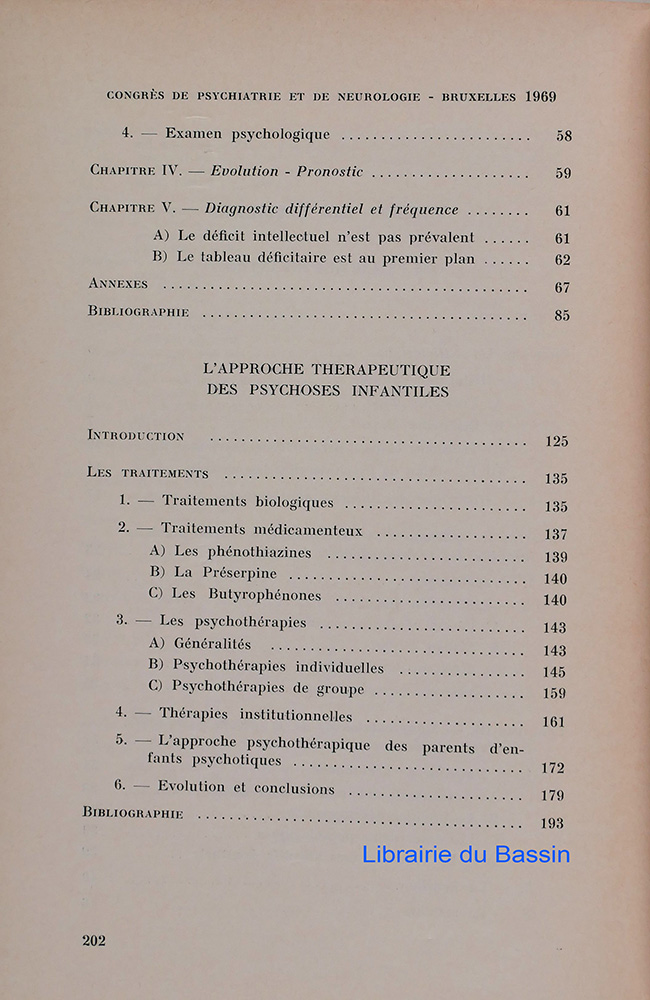 CONGRÈS DE PSYCHIATRIE ET DE NEUROLOGIE - BRUXELLES 1969
4. — Examen psychologique ........................ 58
CHAPITRE IV. — Evolution - Pronostic .................... 59
CHAPITRE V. — Diagnostic différentiel et fréquence ........ 61
A) Le déficit intellectuel n'est pas prévalent ...... 61
B) Le tableau déficitaire est au premier plan ...... 62
ANNEXES .............................................. 67
BIBLIOGRAPHIE ......................................... 85
L'APPROCHE THERAPEUTIQUE
DES PSYCHOSES INFANTILES
INTRODUCTION ........................................ 125
LES TRAITEMENTS ...................................... 135
1. — Traitements biologiques ....................... 135
2. — Traitements médicamenteux ................... 137
A) Les phénothiazines ......................... 139
B) La Préserpine .............................. 140
C) Les Butyrophénones ........................ 140
3. — Les psychothérapies .......................... 143
A) Généralités ................................ 143
B) Psychothérapies individuelles ................ 145
C) Psychothérapies de groupe ................... 159
4. — Thérapies institutionnelles .................... 161
5. — L'approche psychothérapique des parents d'en-
fants psychotiques ............................. 172
6. — Evolution et conclusions ...................... 179
BIBLIOGRAPHIE ......................................... 193
Librairie du Bassin
202